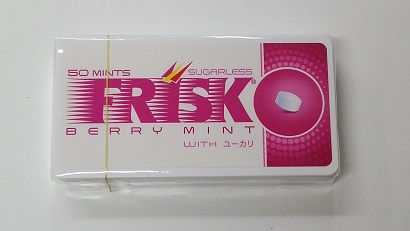 50 MINTS SUGARLESS
FRISK®
BERRY MINT
WITH ユーカリ